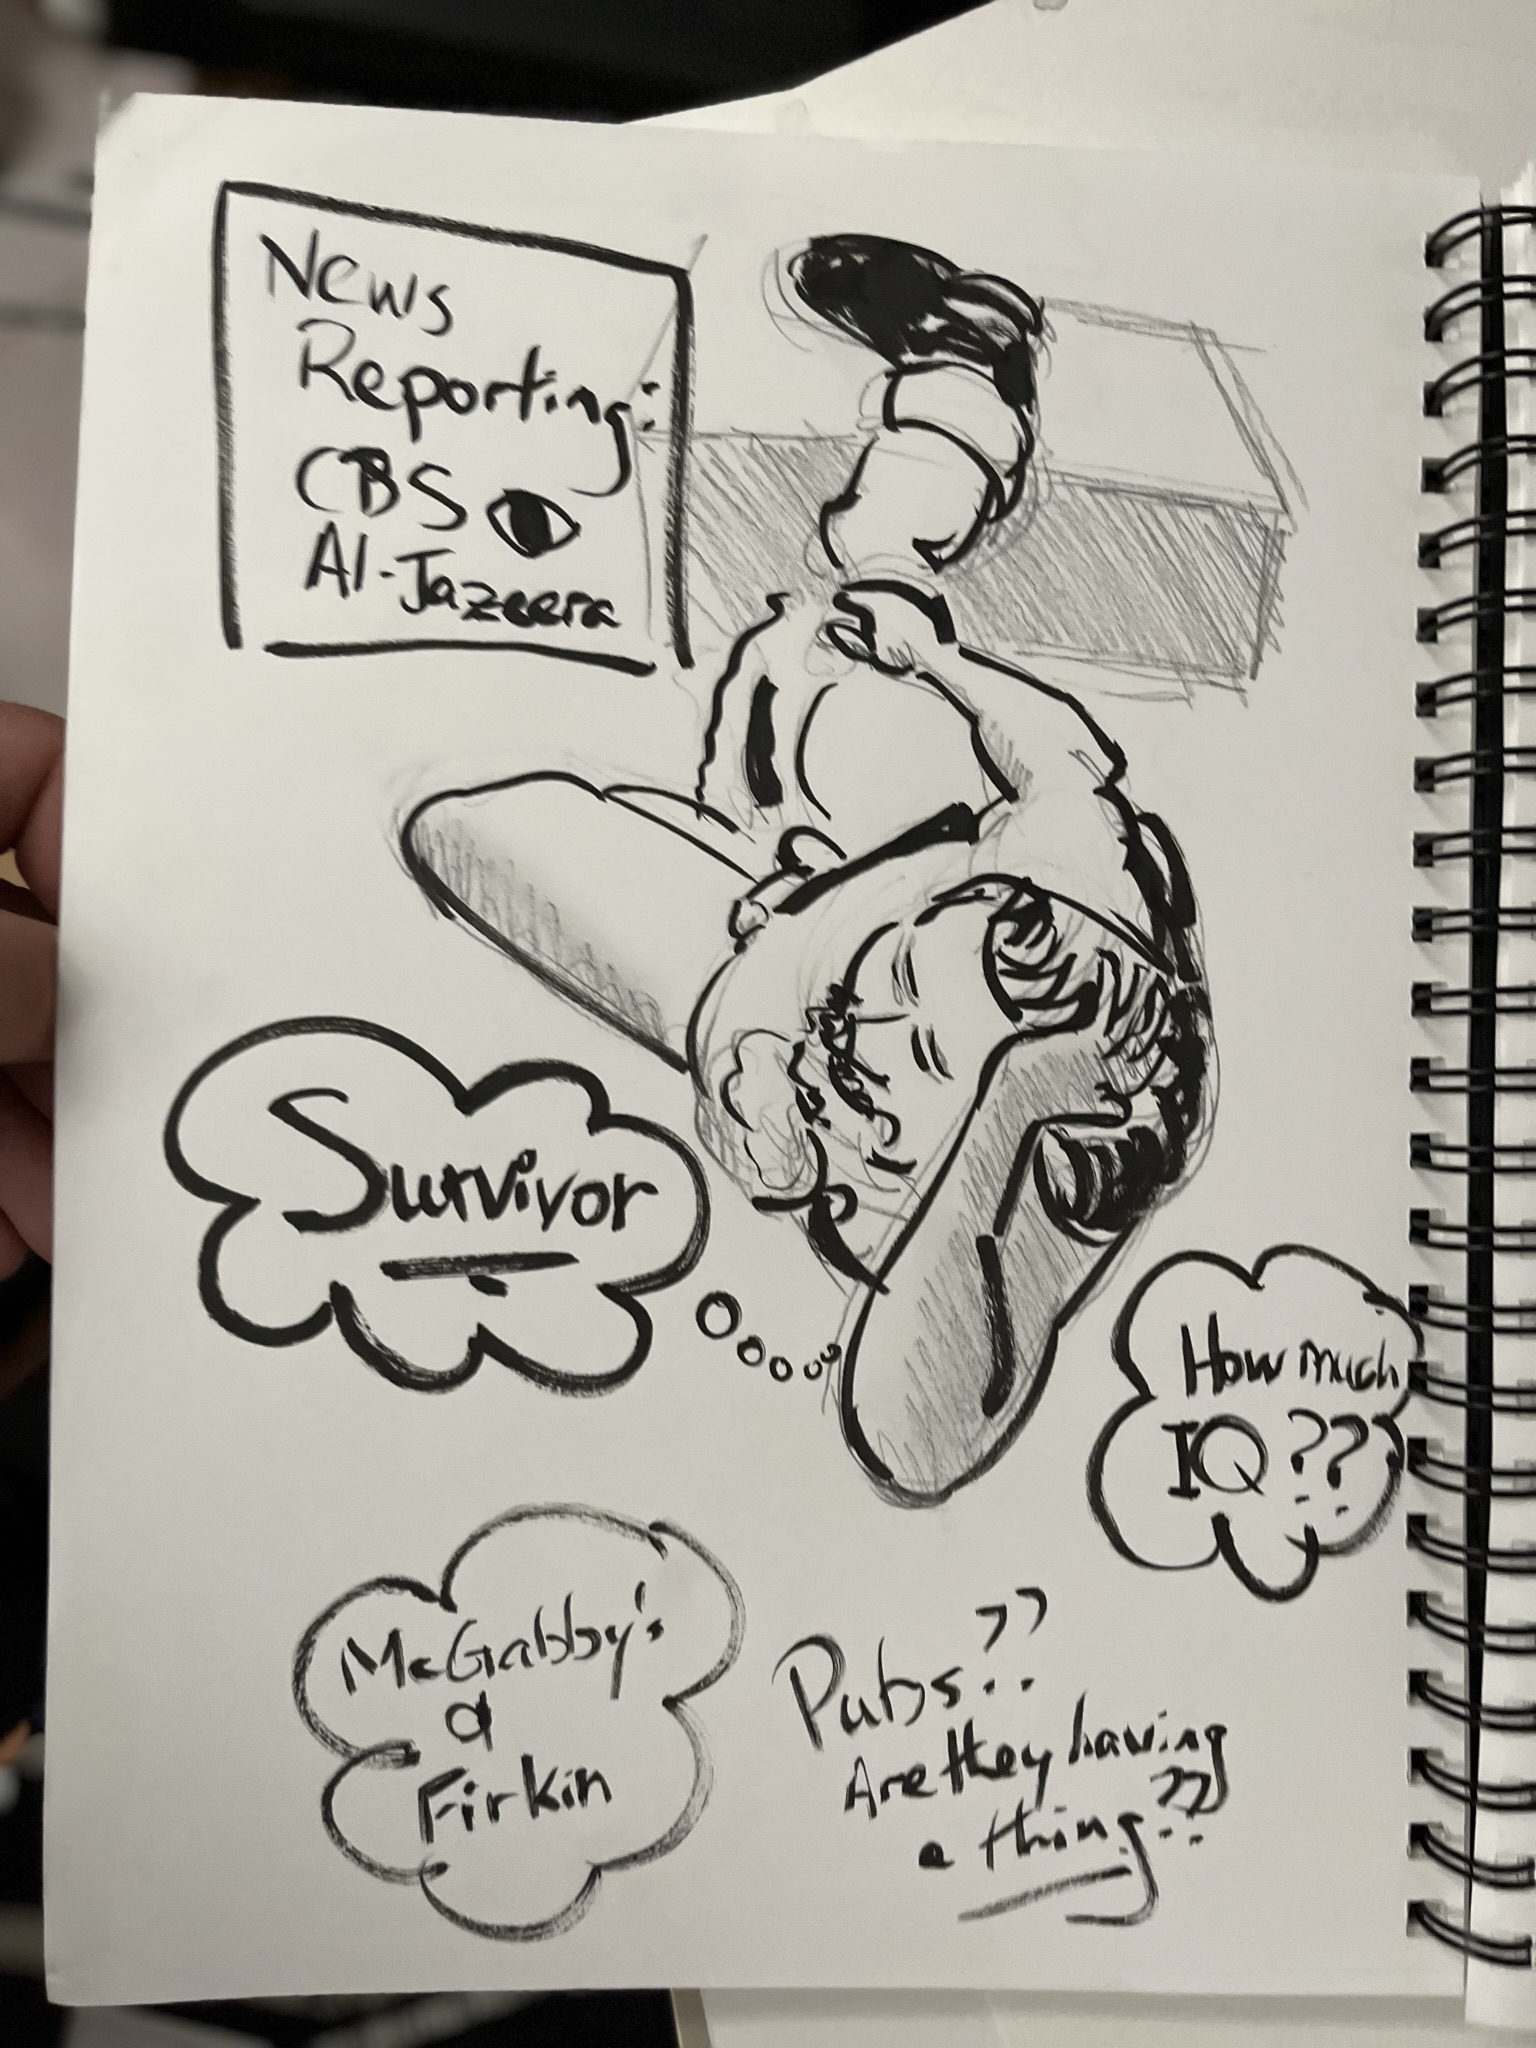 News
Reporting:
CBS
Al-Jazeera
Survivor
How much
IQ??
McGabby's
&
Firkin
Pubs??
Are they having
a thing??